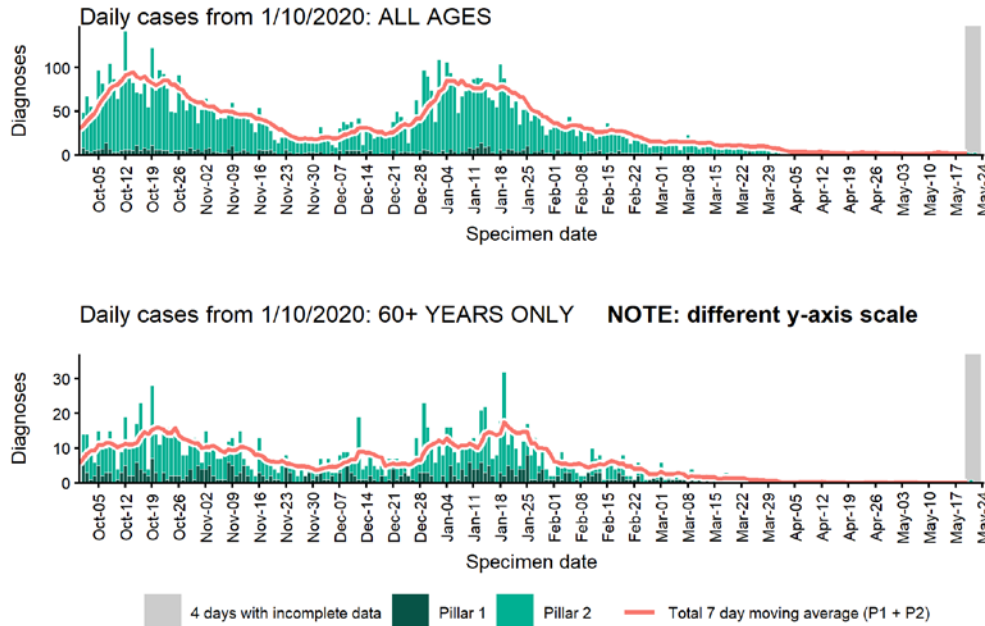 Daily cases from 1/10/2020: ALL AGES
Diagnoses
100
50
0
Oct-05 Oct-12 Oct-19 Oct-26 Nov-02 Nov-09 Nov-16 Nov-23 Nov-30 Dec-07 Dec-14 Dec-21 Dec-28 Jan-04 Jan-11 Jan-18 Jan-25 Feb-01 Feb-08 Feb-15 Feb-22 Mar-01 Mar-08 Mar-15 Mar-22 Mar-29 Apr-05 Apr-12 Apr-19 Apr-26 May-03 May-10 May-17 May-24
Specimen date
Daily cases from 1/10/2020: 60+ YEARS ONLY NOTE: different y-axis scale
Diagnoses
30
20
10
0
Oct-05 Oct-12 Oct-19 Oct-26 Nov-02 Nov-09 Nov-16 Nov-23 Nov-30 Dec-07 Dec-14 Dec-21 Dec-28 Jan-04 Jan-11 Jan-18 Jan-25 Feb-01 Feb-08 Feb-15 Feb-22 Mar-01 Mar-08 Mar-15 Mar-22 Mar-29 Apr-05 Apr-12 Apr-19 Apr-26 May-03 May-10 May-17 May-24
Specimen date
4 days with incomplete data Pillar 1 Pillar 2 Total 7 day moving average (P1 + P2)